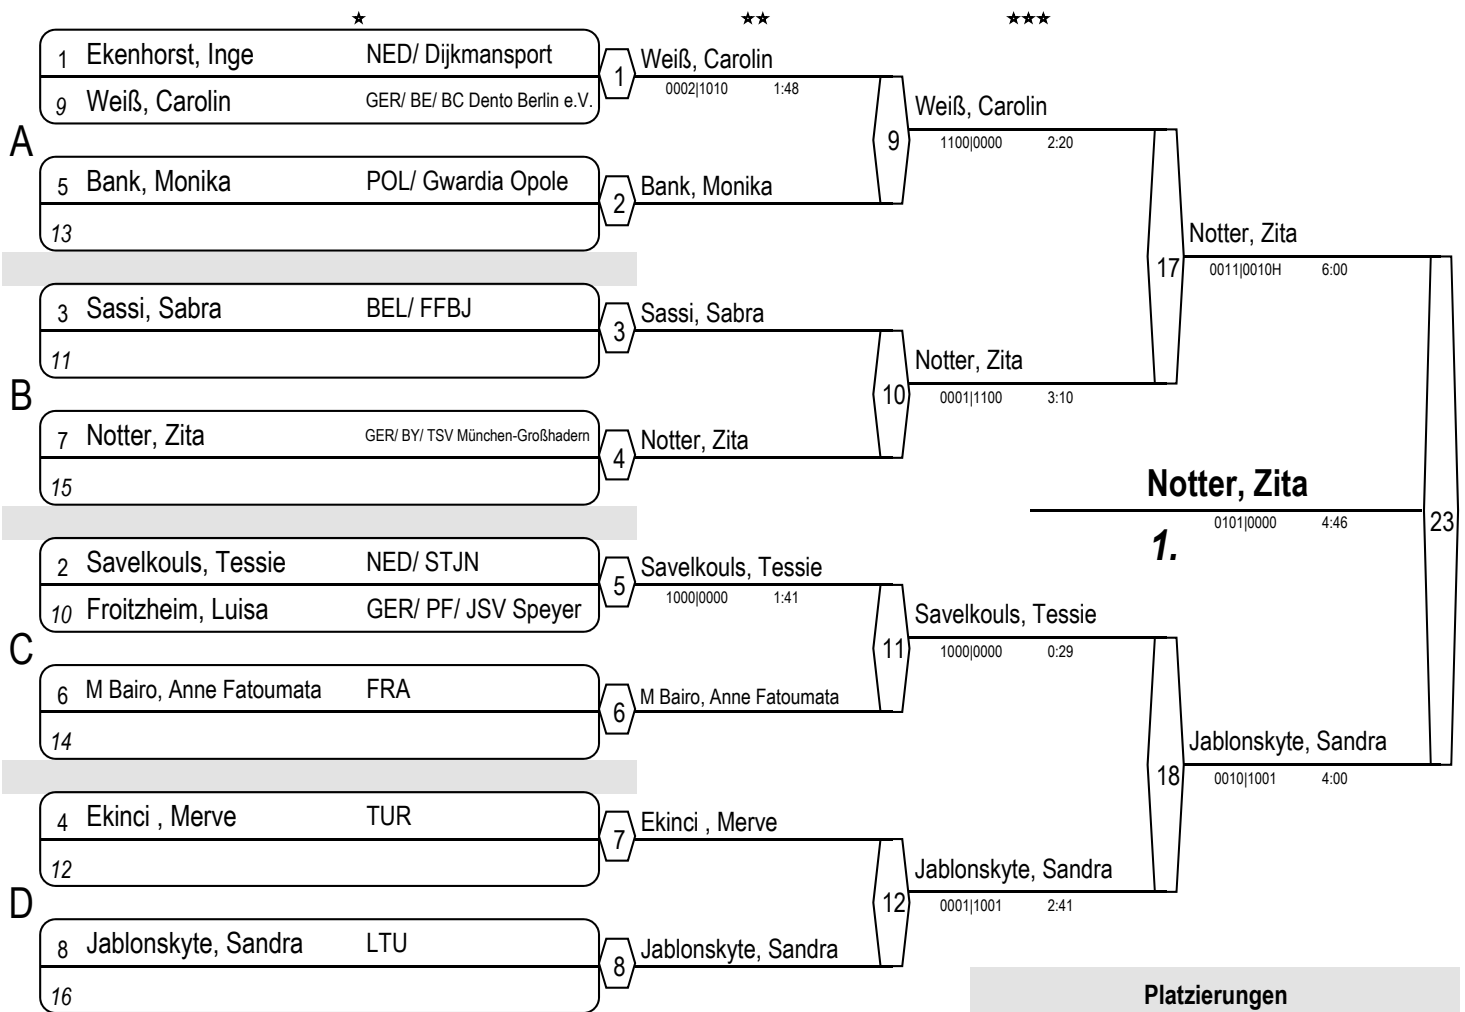 1 Ekenhorst, Inge NED/ Dijkmansport
9 Weiß, Carolin GER/ BE/ BC Dento Berlin e.V.
A
5 Bank, Monika POL/ Gwardia Opole
13
3 Sassi, Sabra BEL/ FFBJ
11
B
7 Notter, Zita GER/ BY/ TSV München-Großhadern
15
2 Savelkouls, Tessie NED/ STJN
10 Froitzheim, Luisa GER/ PF/ JSV Speyer
C
6 M Bairo, Anne Fatoumata FRA
14
4 Ekinci , Merve TUR
12
D
8 Jablonskyte, Sandra LTU
16
1 Weiß, Carolin
0002|1010 1:48
2 Bank, Monika
3 Sassi, Sabra
4 Notter, Zita
5 Savelkouls, Tessie
1000|0000 1:41
6 M Bairo, Anne Fatoumata
7 Ekinci , Merve
8 Jablonskyte, Sandra
9 Weiß, Carolin
1100|0000 2:20
10 Notter, Zita
0001|1100 3:10
11 Savelkouls, Tessie
1000|0000 0:29
12 Jablonskyte, Sandra
0001|1001 2:41
17 Notter, Zita
0011|0010H 6:00
18 Jablonskyte, Sandra
0010|1001 4:00
23
Notter, Zita
0101|0000 4:46
1.
Platzierungen